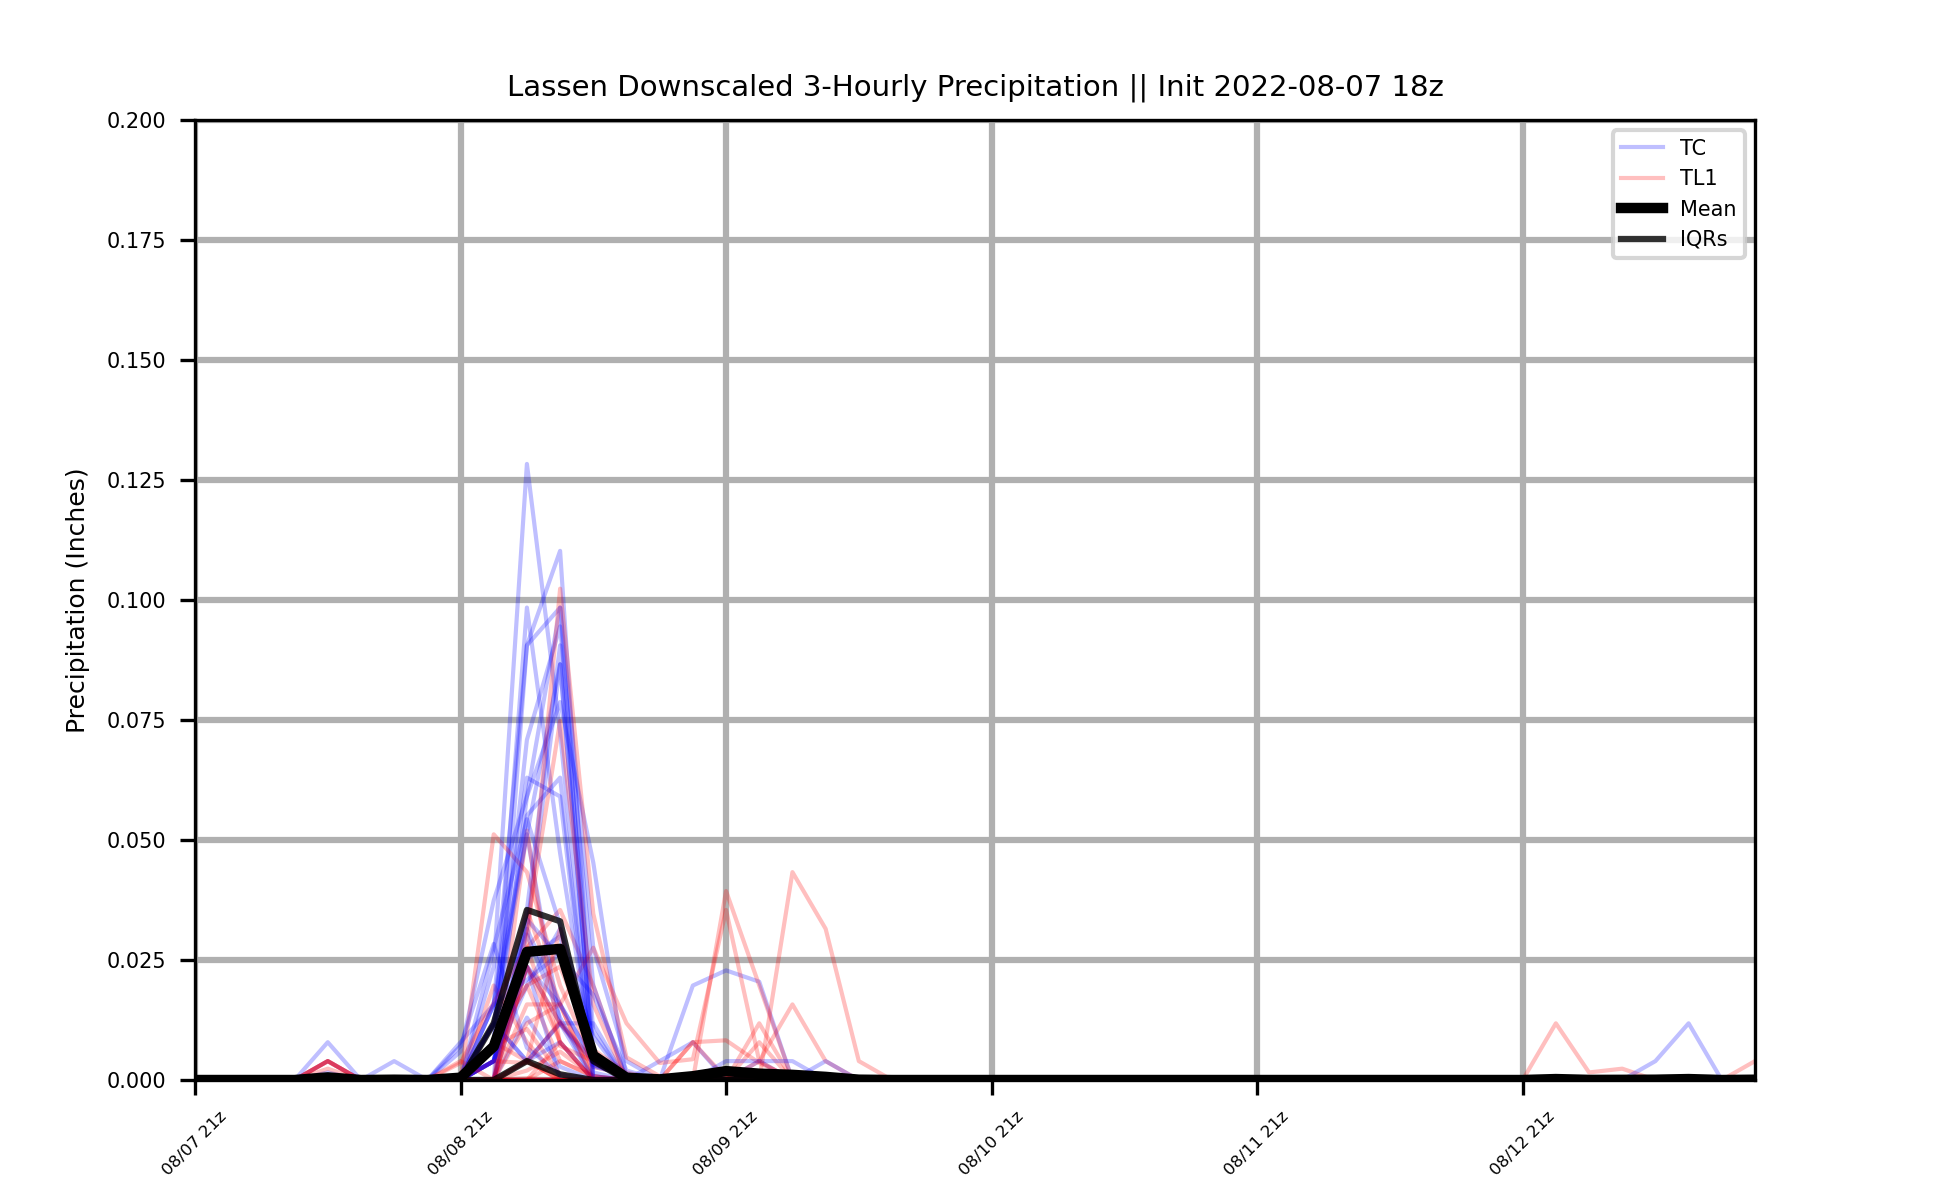 Lassen Downscaled 3-Hourly Precipitation || Init 2022-08-07 18z
TC
TL1
Mean
IQRs
Precipitation (Inches)
0.200
0.175
0.150
0.125
0.100
0.075
0.050
0.025
0.000
08/07 21z
08/08 21z
08/09 21z
08/10 21z
08/11 21z
08/12 21z